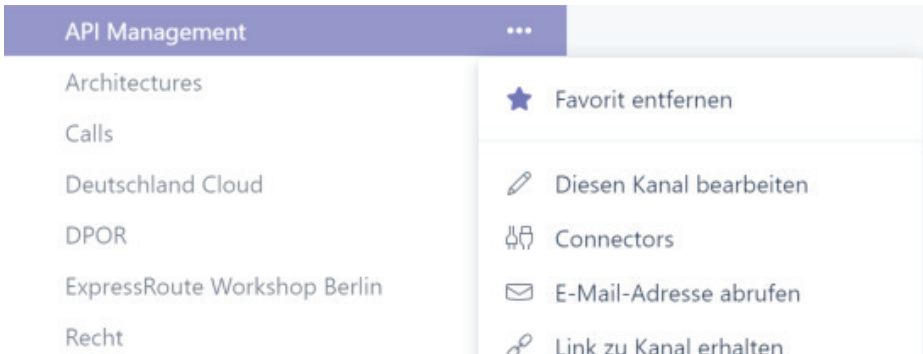 API Management
Architectures
Calls
Deutschland Cloud
DPOR
ExpressRoute Workshop Berlin
Recht
Favorit entfernen
Diesen Kanal bearbeiten
Connectors
E-Mail-Adresse abrufen
Link zu Kanal erhalten